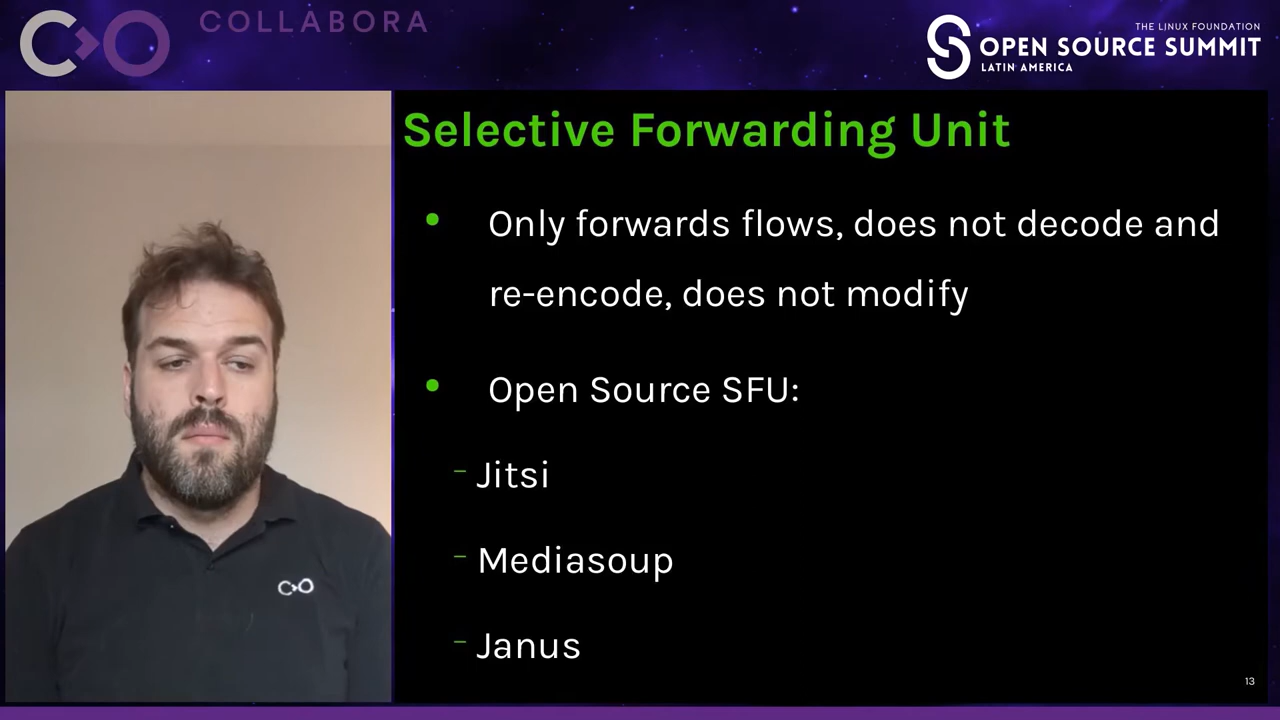 COLLABORA
THE LINUX FOUNDATION
OPEN SOURCE SUMMIT
LATIN AMERICA
Selective Forwarding Unit
• Only forwards flows, does not decode and
re-encode, does not modify
• Open Source SFU:
– Jitsi
– Mediasoup
– Janus
13